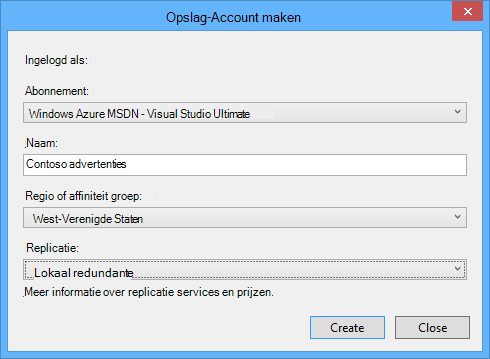 Opslag-Account maken
Ingelogd als:
Abonnement:
Windows Azure MSDN - Visual Studio Ultimate
Naam:
Contoso advertenties
Regio of affiniteit groep:
West-Verenigde Staten
Replicatie:
Lokaal redundante
Meer informatie over replicatie services en prijzen.
Create Close